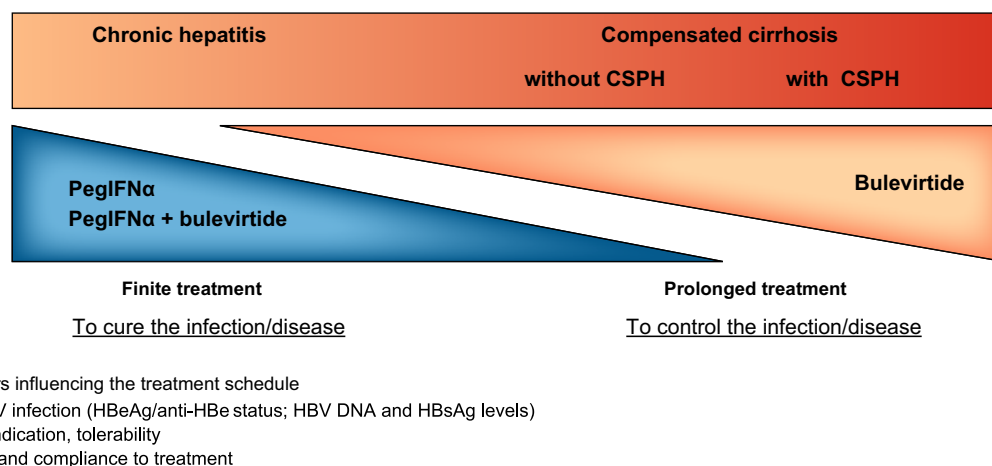 Chronic hepatitis
Compensated cirrhosis
without CSPH
with CSPH
PegIFNα
PegIFNα + bulevirtide
Bulevirtide
Finite treatment
Prolonged treatment
To cure the infection/disease
To control the infection/disease
influencing the treatment schedule
infection (HBeAg/anti-HBe status; HBV DNA and HBsAg levels)
tolerability
and compliance to treatment